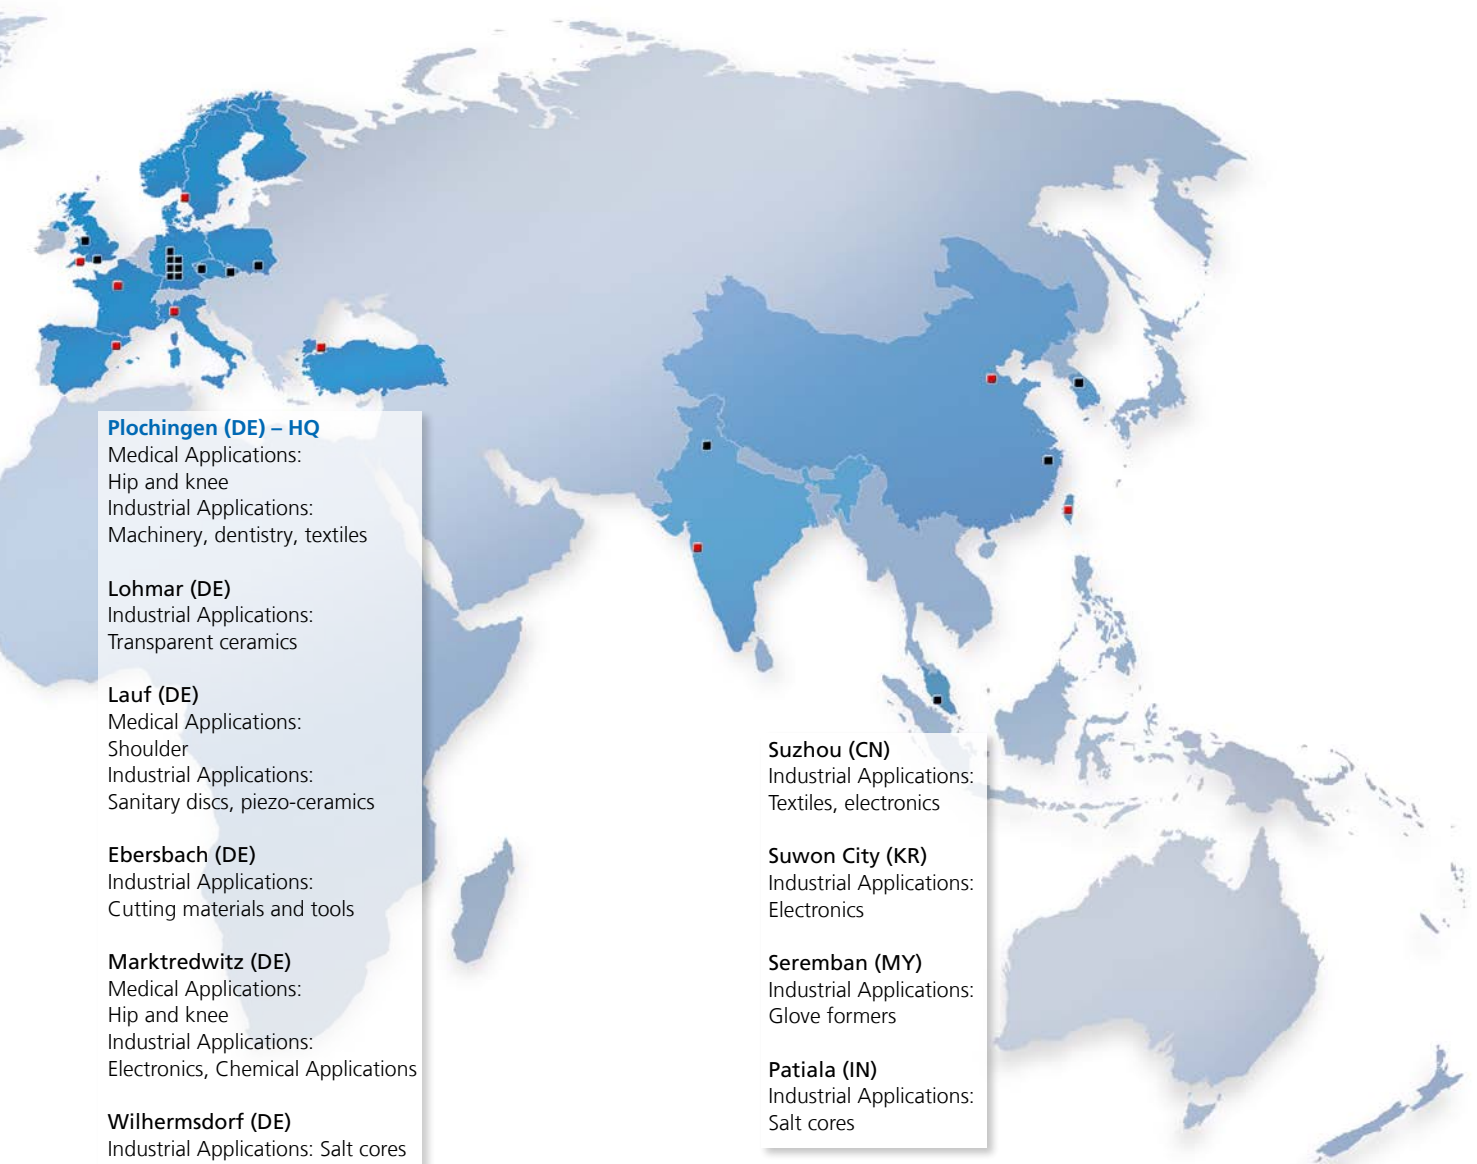 Plochingen (DE) – HQ
Medical Applications:
Hip and knee
Industrial Applications:
Machinery, dentistry, textiles
Lohmar (DE)
Industrial Applications:
Transparent ceramics
Lauf (DE)
Medical Applications:
Shoulder
Industrial Applications:
Sanitary discs, piezo-ceramics
Ebersbach (DE)
Industrial Applications:
Cutting materials and tools
Marktredwitz (DE)
Medical Applications:
Hip and knee
Industrial Applications:
Electronics, Chemical Applications
Wilhermsdorf (DE)
Industrial Applications: Salt cores
Suzhou (CN)
Industrial Applications:
Textiles, electronics
Suwon City (KR)
Industrial Applications:
Electronics
Seremban (MY)
Industrial Applications:
Glove formers
Patiala (IN)
Industrial Applications:
Salt cores